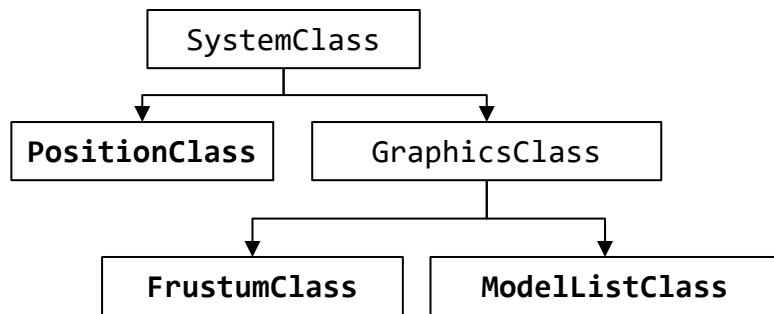 SystemClass
PositionClass
GraphicsClass
FrustumClass
ModelListClass